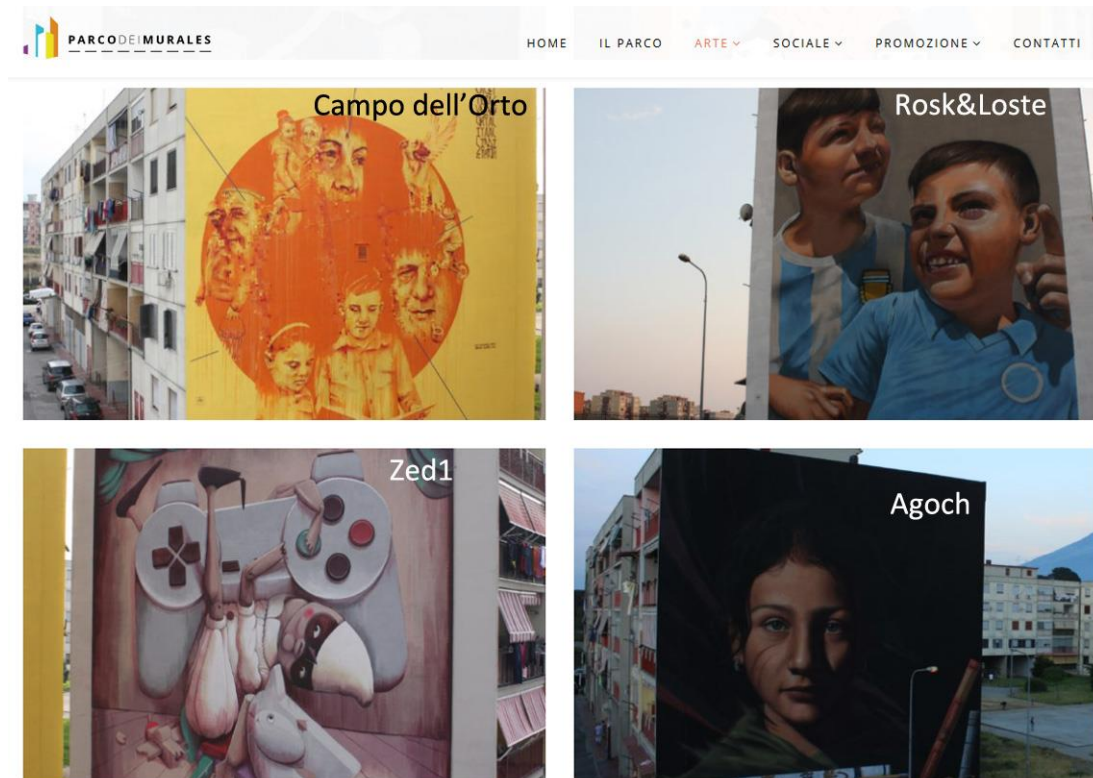 PARCODEIMURALES
HOME IL PARCO ARTE SOCIALE PROMOZIONE CONTATTI
Campo dell'Orto
Rosk&Loste
Zed1
Agoch